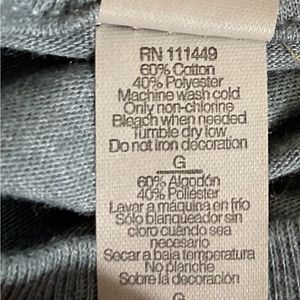 RN 111449
60% Cotton
40% Polyester
Machine wash cold
Only non-chlorine
Bleach when needed
Tumble dry low
Do not iron decoration
G
60% Algodón
40% Poliéster
Lavar a máquina en frío
Sólo blanqueador sin
cloro cuándo sea
necesario
Secar a baja temperatura
No planche
Sobre la decoración
G